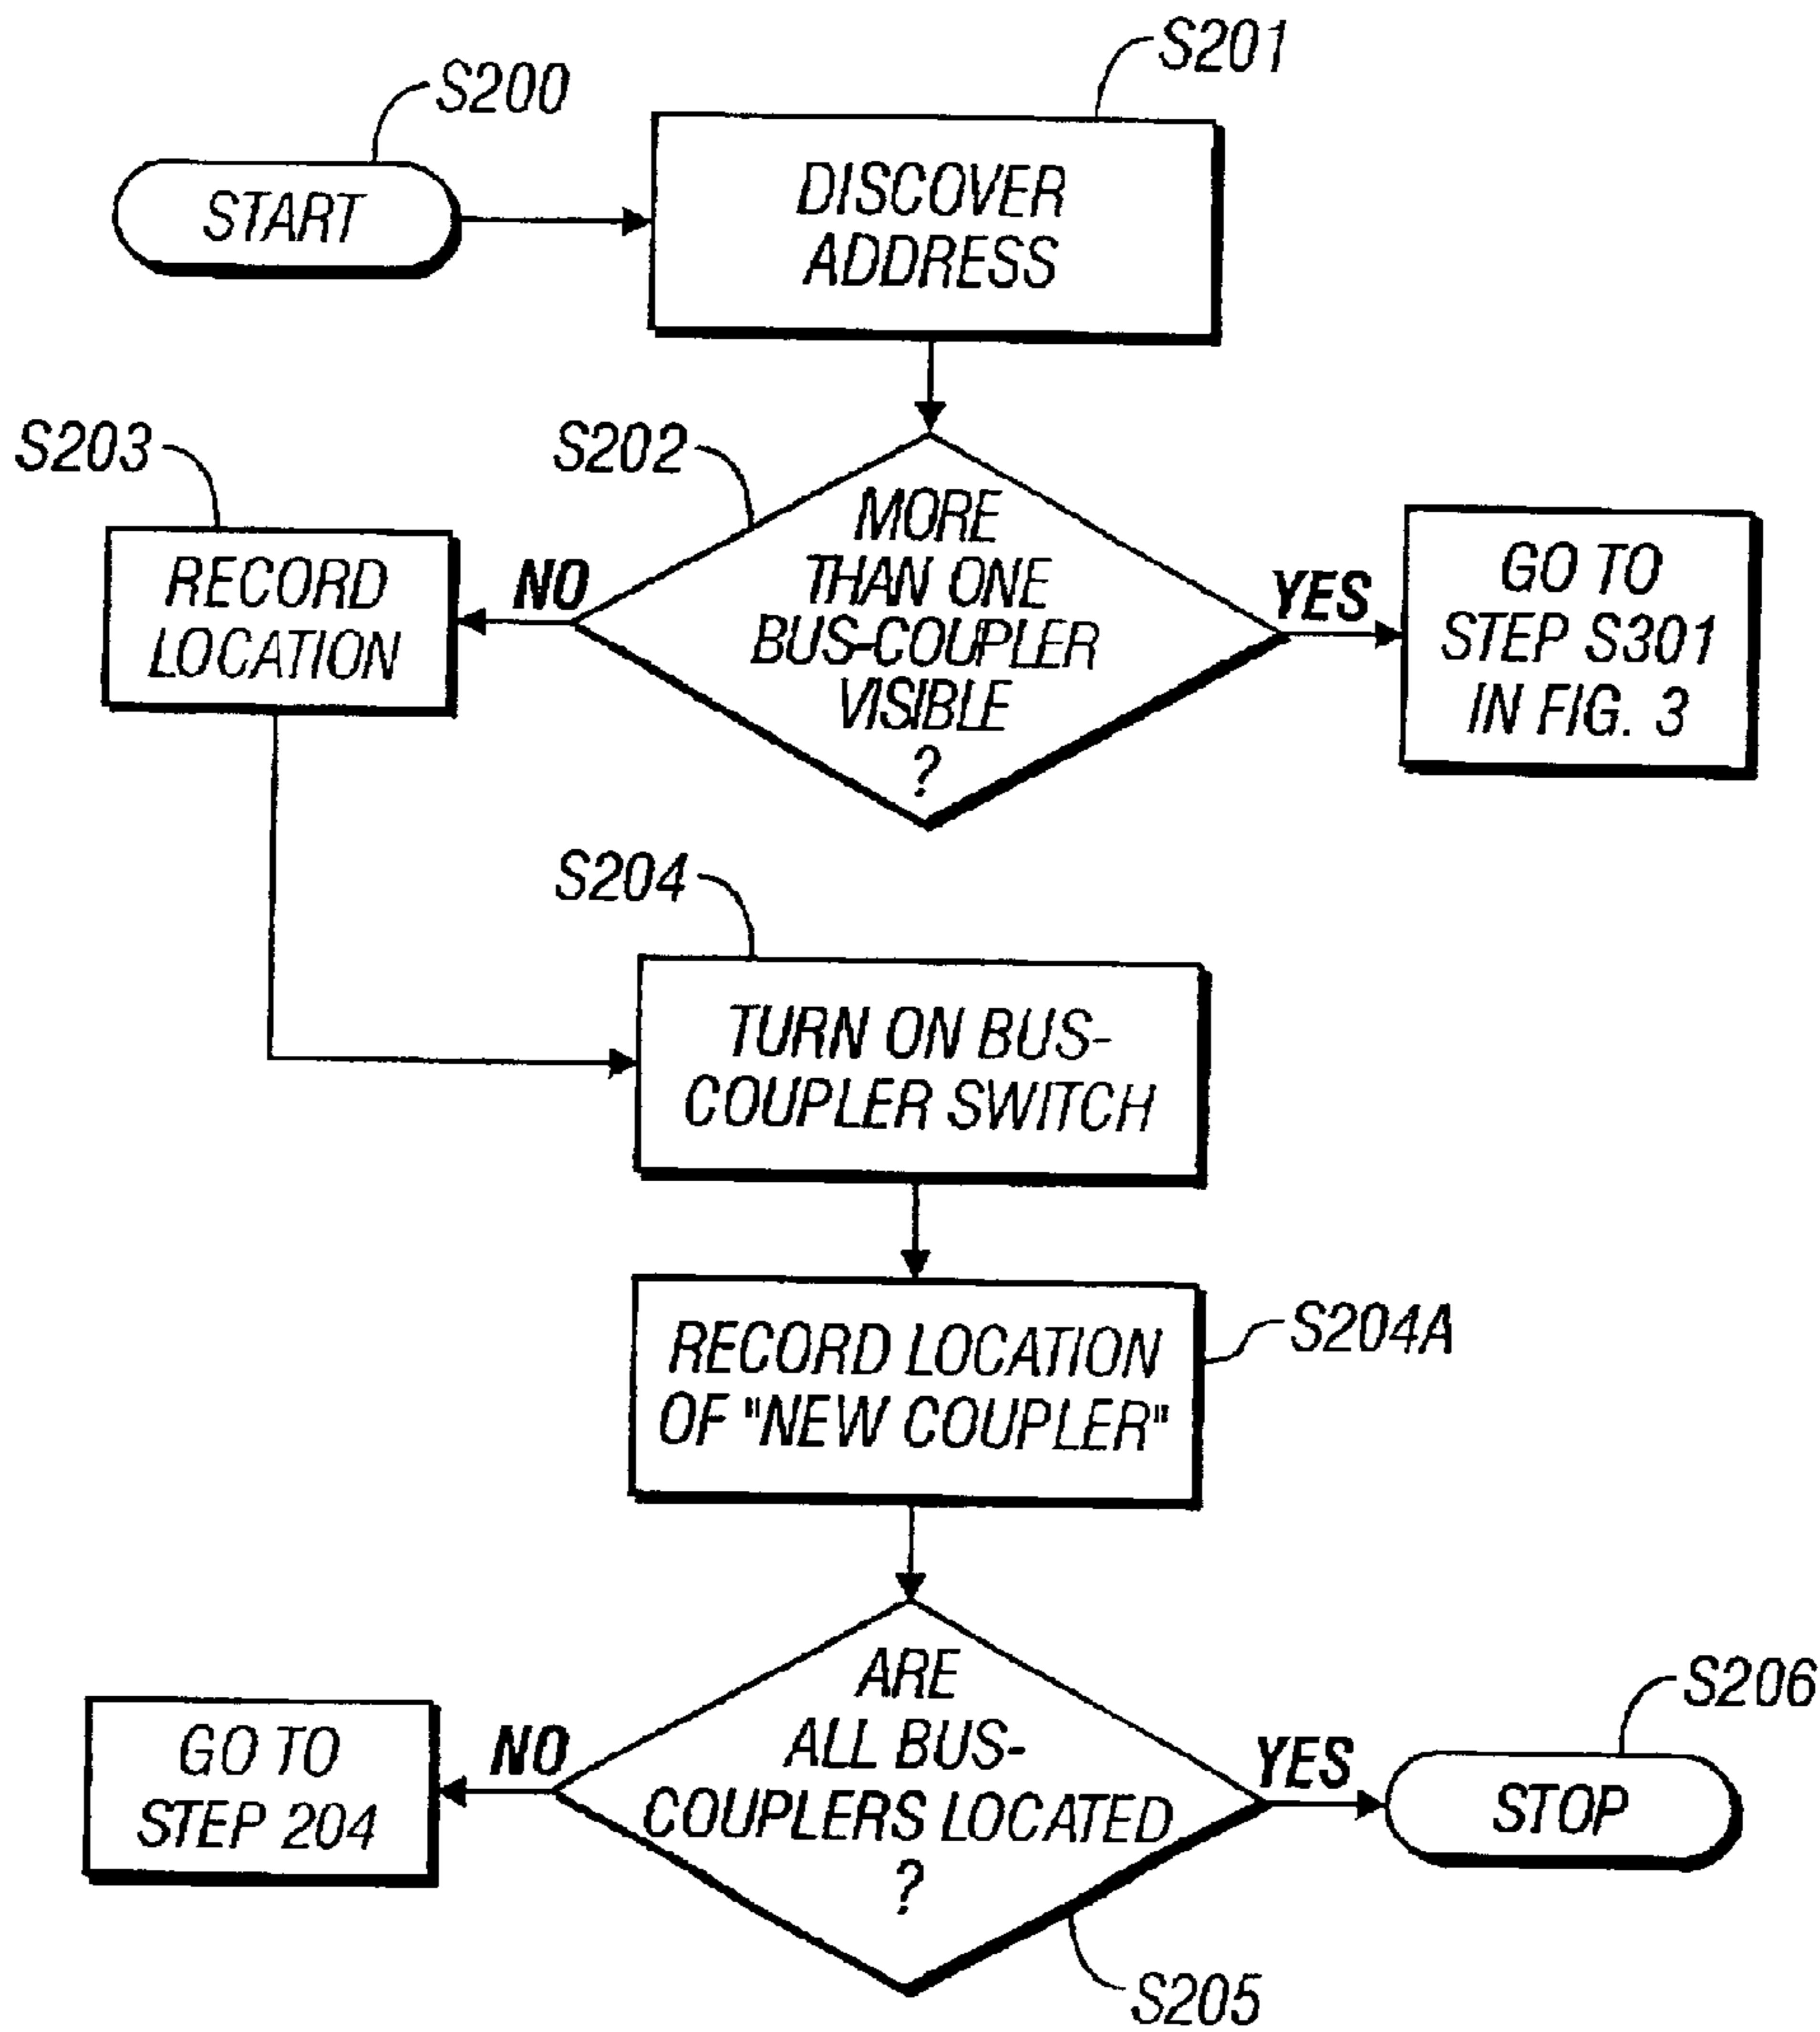 S201
S200
START
DISCOVER
ADDRESS
S203
S202
MORE
THAN ONE
BUS-COUPLER
VISIBLE
?
NO
RECORD
LOCATION
YES
GO TO
STEP S301
IN FIG. 3
S204
TURN ON BUS-
COUPLER SWITCH
RECORD LOCATION
OF "NEW COUPLER"
S204A
ARE
ALL BUS-
COUPLERS LOCATED
?
NO
GO TO
STEP 204
YES
S206
STOP
S205